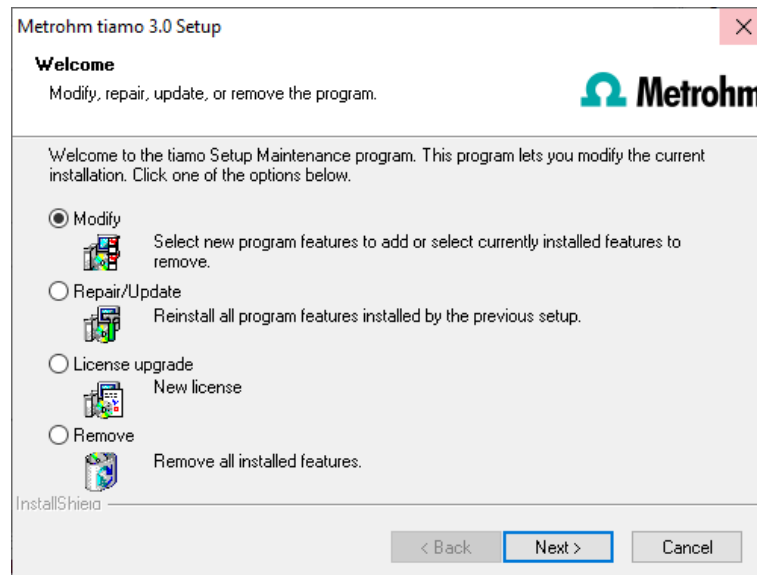 Metrohm tiamo 3.0 Setup
Welcome
Modify, repair, update, or remove the program.
Metrohm
Welcome to the tiamo Setup Maintenance program. This program lets you modify the current
installation. Click one of the options below.
Modify
Select new program features to add or select currently installed features to
remove.
Repair/Update
Reinstall all program features installed by the previous setup.
License upgrade
New license
Remove
Remove all installed features.
InstallShield
< Back
Next >
Cancel